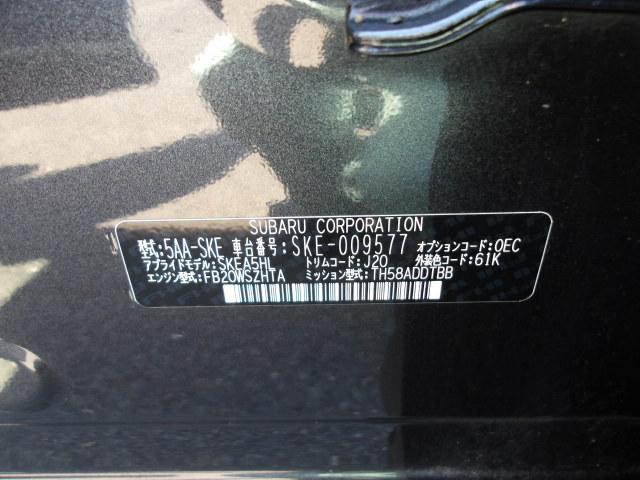 SUBARU CORPORATION
型式:5AA-SKE 車台番号:SKE-009577 オプションコード:OEC
アプライドモデル:SKEA5HL トリムコード:J20 外装色コード:61K
エンジン型式:FB20WSZHTA ミッション型式:TH58ADDTBB